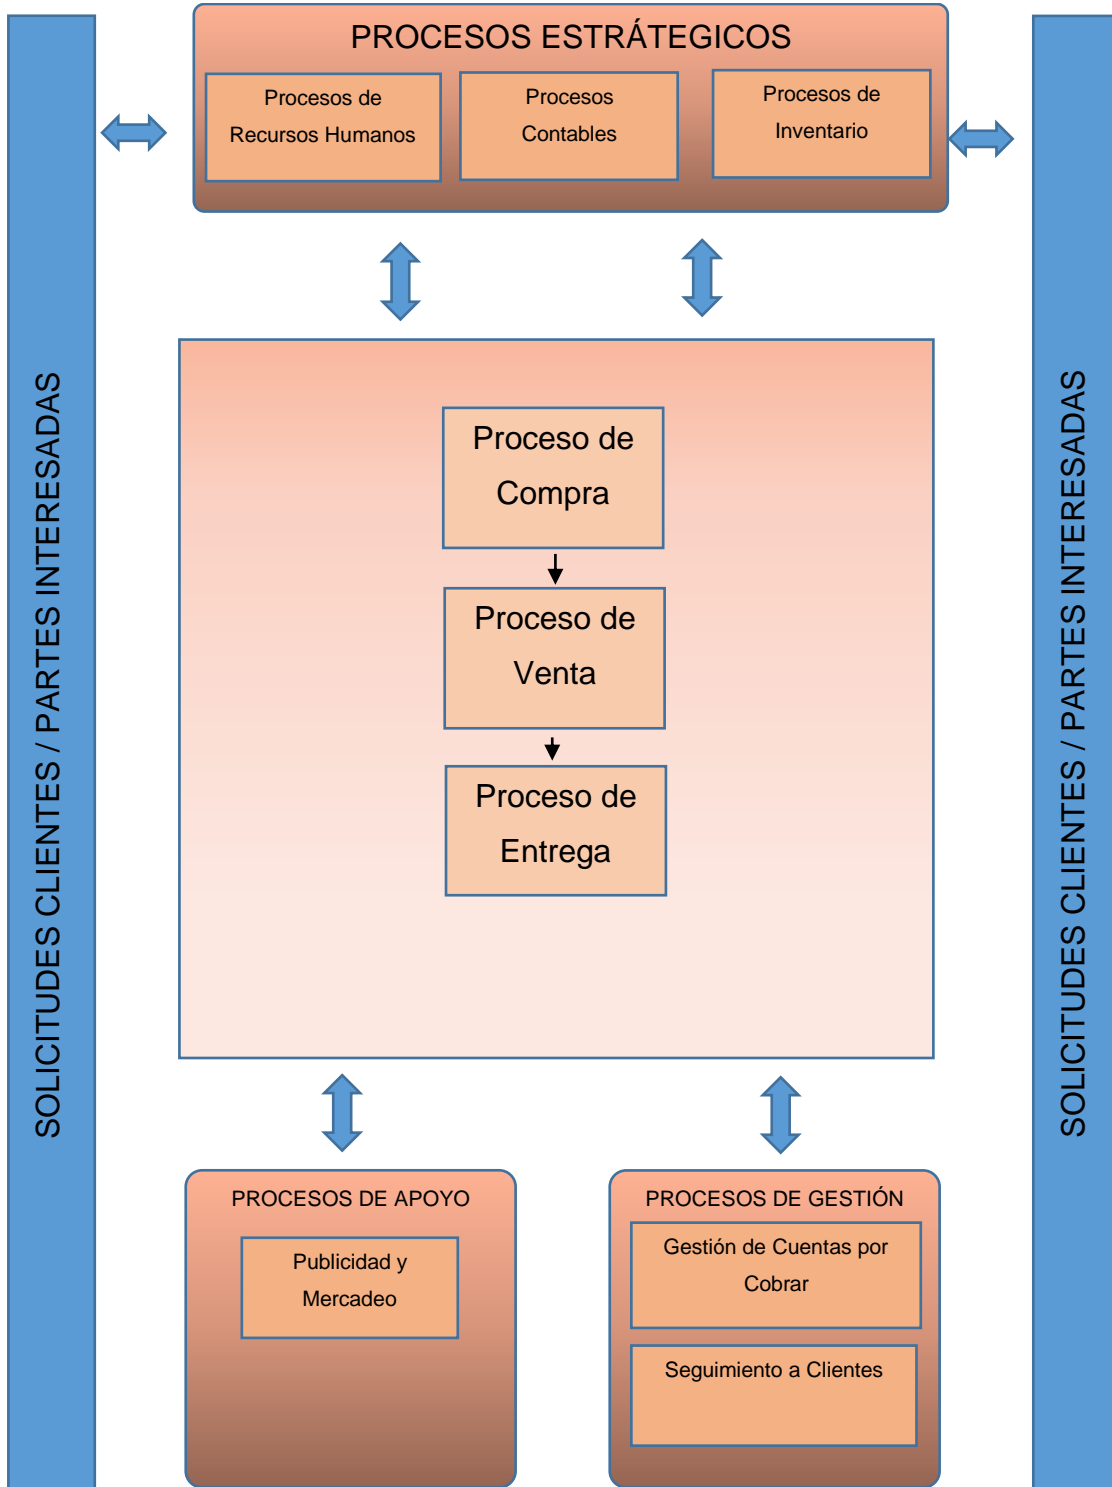 PROCESOS ESTRÁTEGICOS
Procesos de
Recursos Humanos
Procesos
Contables
Procesos de
Inventario
SOLICITUDES CLIENTES / PARTES INTERESADAS
Proceso de
Compra
Proceso de
Venta
Proceso de
Entrega
SOLICITUDES CLIENTES / PARTES INTERESADAS
PROCESOS DE APOYO
Publicidad y
Mercadeo
PROCESOS DE GESTIÓN
Gestión de Cuentas por
Cobrar
Seguimiento a Clientes